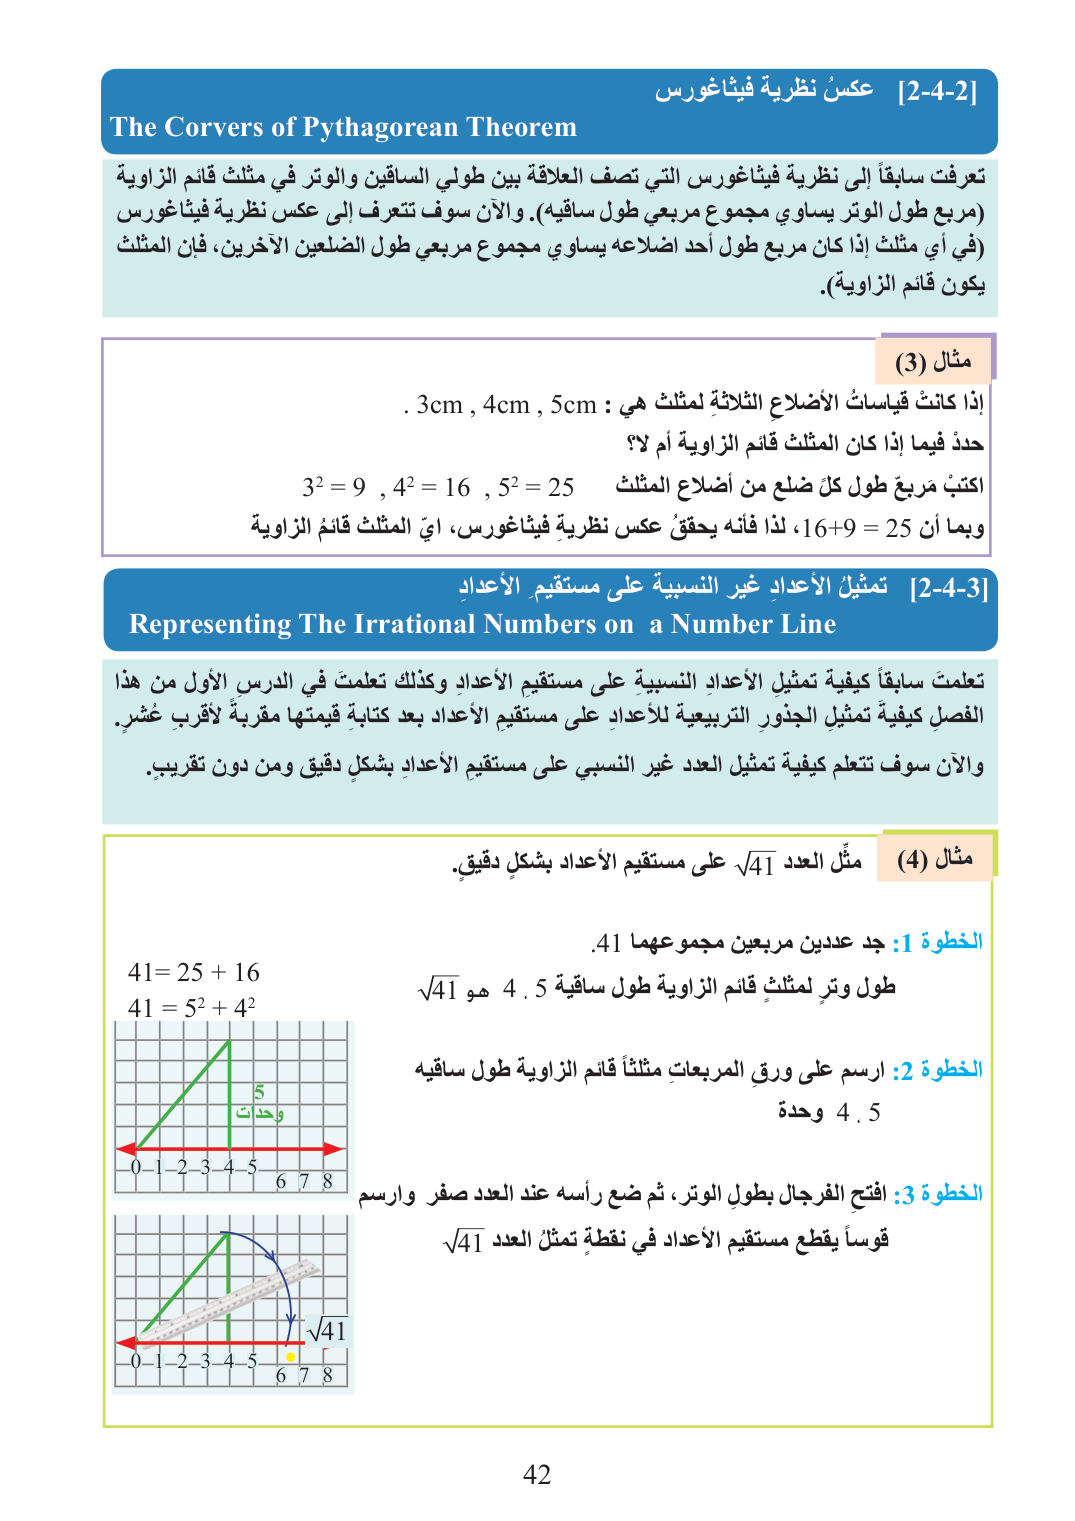 [2-4-2] عكسُ نظرية فيثاغورس
The Corvers of Pythagorean Theorem
تعرفت سابقاً إلى نظرية فيثاغورس التي تصف العلاقة بين طولي الساقين والوتر في مثلث قائم الزاوية
(مربع طول الوتر يساوي مجموع مربعي طول ساقيه). والآن سوف تتعرف إلى عكس نظرية فيثاغورس
(في أي مثلث إذا كان مربع طول أحد اضلاعه يساوي مجموع مربعي طول الضلعين الآخرين، فإن المثلث
يكون قائم الزاوية).
مثال (3)
إذا كانتْ قياساتُ الأضلاعِ الثلاثةِ لمثلث هي : 3cm , 4cm , 5cm .
حددْ فيما إذا كان المثلث قائم الزاوية أم لا؟
اكتبْ مَربعّ طول كلً ضلع من أضلاع المثلث 3² = 9 , 4² = 16 , 5² = 25
وبما أن 25 = 9+16، لذا فأنه يحققُ عكس نظريةِ فيثاغورس، ايّ المثلث قائمُ الزاوية
[2-4-3] تمثيلُ الأعدادِ غير النسبية على مستقيمِ الأعدادِ
Representing The Irrational Numbers on a Number Line
تعلمتَ سابقاً كيفية تمثيلِ الأعدادِ النسبيةِ على مستقيمِ الأعدادِ وكذلك تعلمتَ في الدرسِ الأول من هذا
الفصلِ كيفيةَ تمثيلِ الجذورِ التربيعية للأعدادِ على مستقيمِ الأعداد بعد كتابةِ قيمتها مقربةً لأقربِ عُشرٍ.
والآن سوف تتعلم كيفية تمثيل العدد غير النسبي على مستقيمِ الأعدادِ بشكلٍ دقيق ومن دون تقريبٍ.
مثال (4)
مثِّل العدد √41 على مستقيم الأعداد بشكلٍ دقيقٍ.
الخطوة 1: جد عددين مربعين مجموعهما 41.
41= 25 + 16
طول وترٍ لمثلثٍ قائم الزاوية طول ساقية 5 , 4 هو √41
41 = 5² + 4²
الخطوة 2: ارسم على ورقِ المربعاتِ مثلثاً قائم الزاوية طول ساقيه
5 , 4 وحدة
5
وحدات
0 1 2 3 4 5 6 7 8
الخطوة 3: افتحِ الفرجال بطولِ الوتر، ثم ضع رأسه عند العدد صفر وارسم
قوساً يقطع مستقيم الأعداد في نقطةٍ تمثلُ العدد √41
√41
0 1 2 3 4 5 6 7 8
42